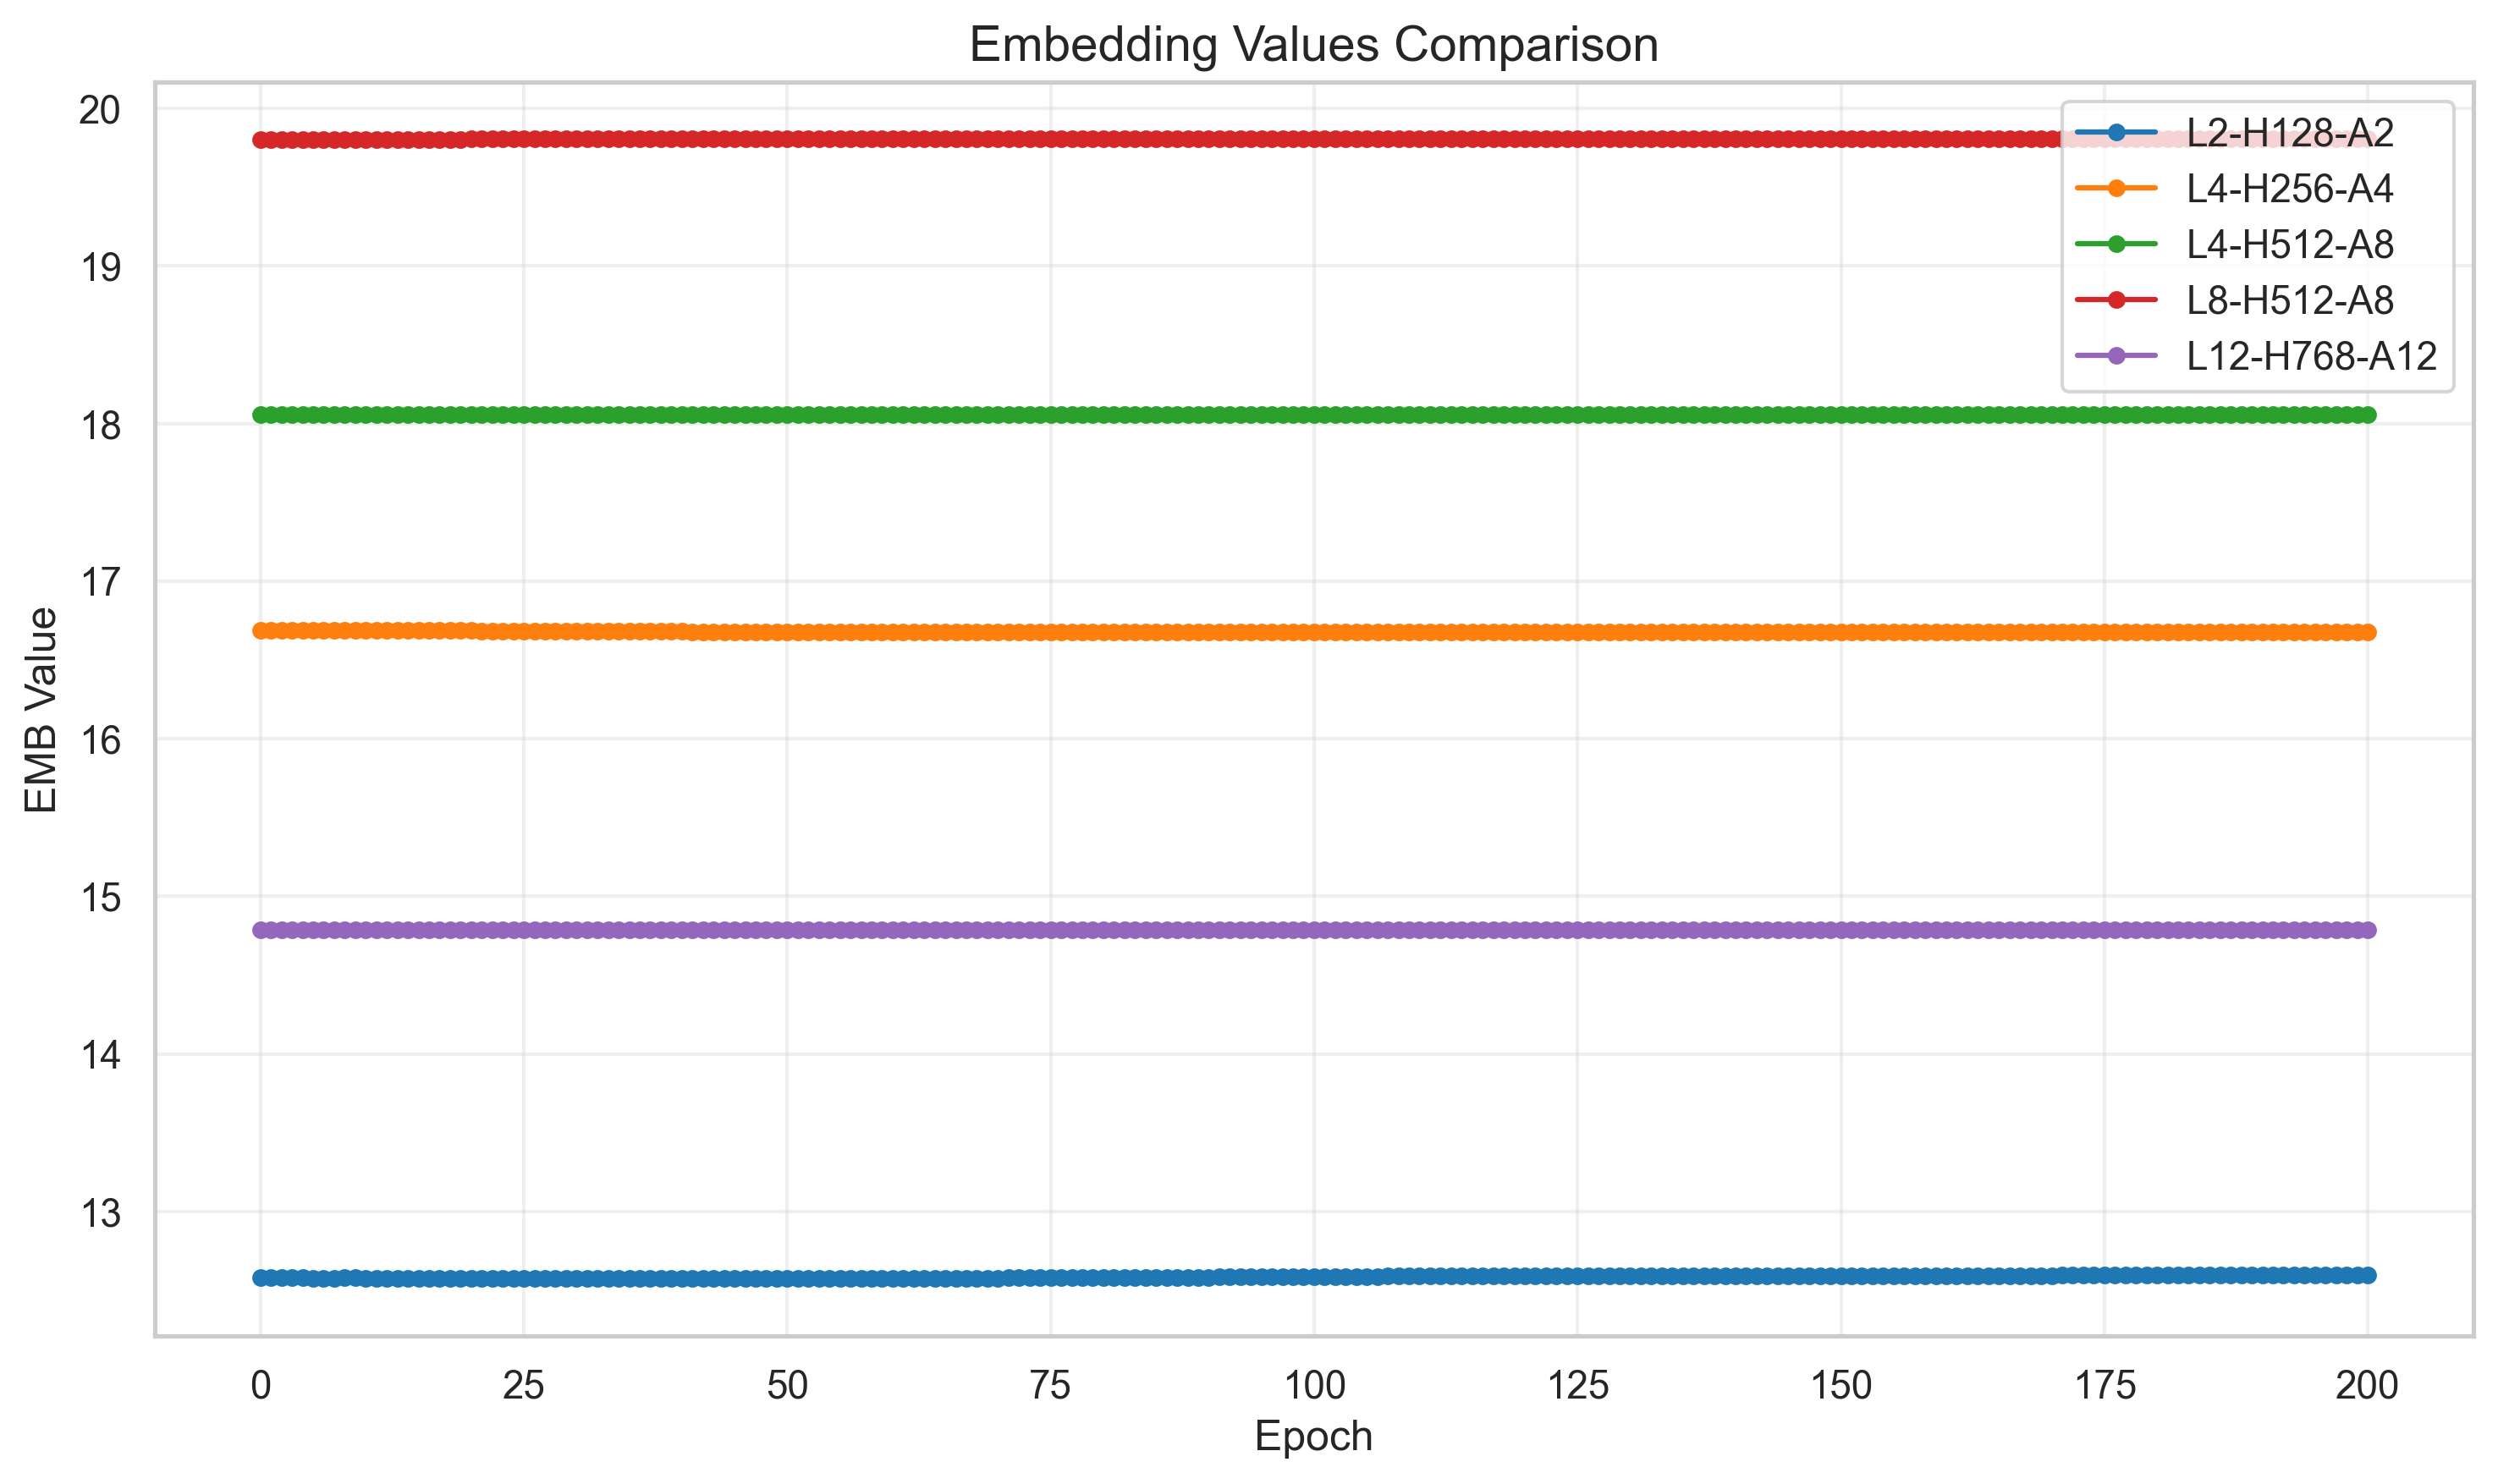 Embedding Values Comparison
20
19
18
17
16
15
14
13
EMB Value
L2-H128-A2
L4-H256-A4
L4-H512-A8
L8-H512-A8
L12-H768-A12
0 25 50 75 100 125 150 175 200
Epoch